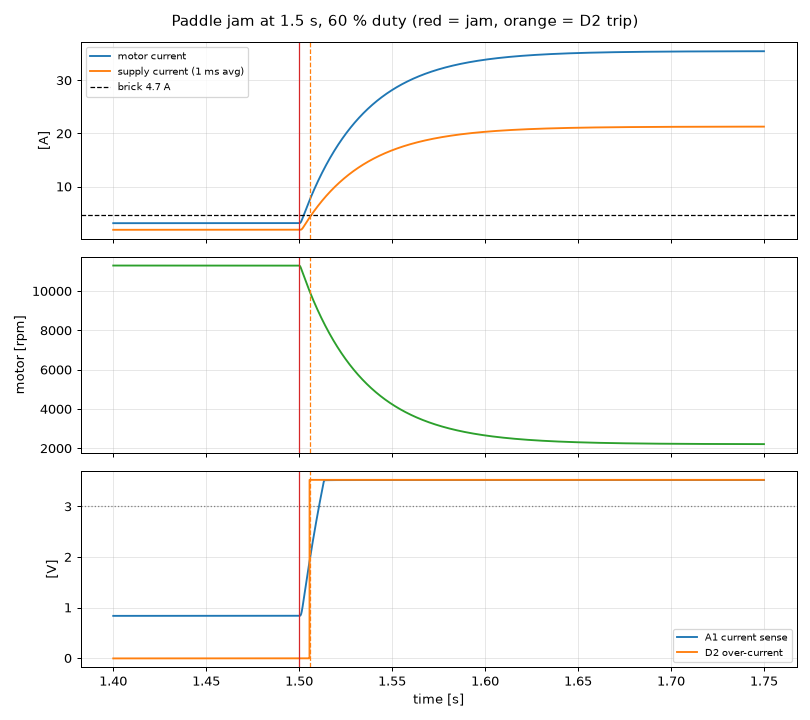 Paddle jam at 1.5 s, 60 % duty (red = jam, orange = D2 trip)
motor current
supply current (1 ms avg)
brick 4.7 A
[A]
30
20
10
motor [rpm]
10000
8000
6000
4000
2000
[V]
3
2
1
0
A1 current sense
D2 over-current
1.40 1.45 1.50 1.55 1.60 1.65 1.70 1.75
time [s]